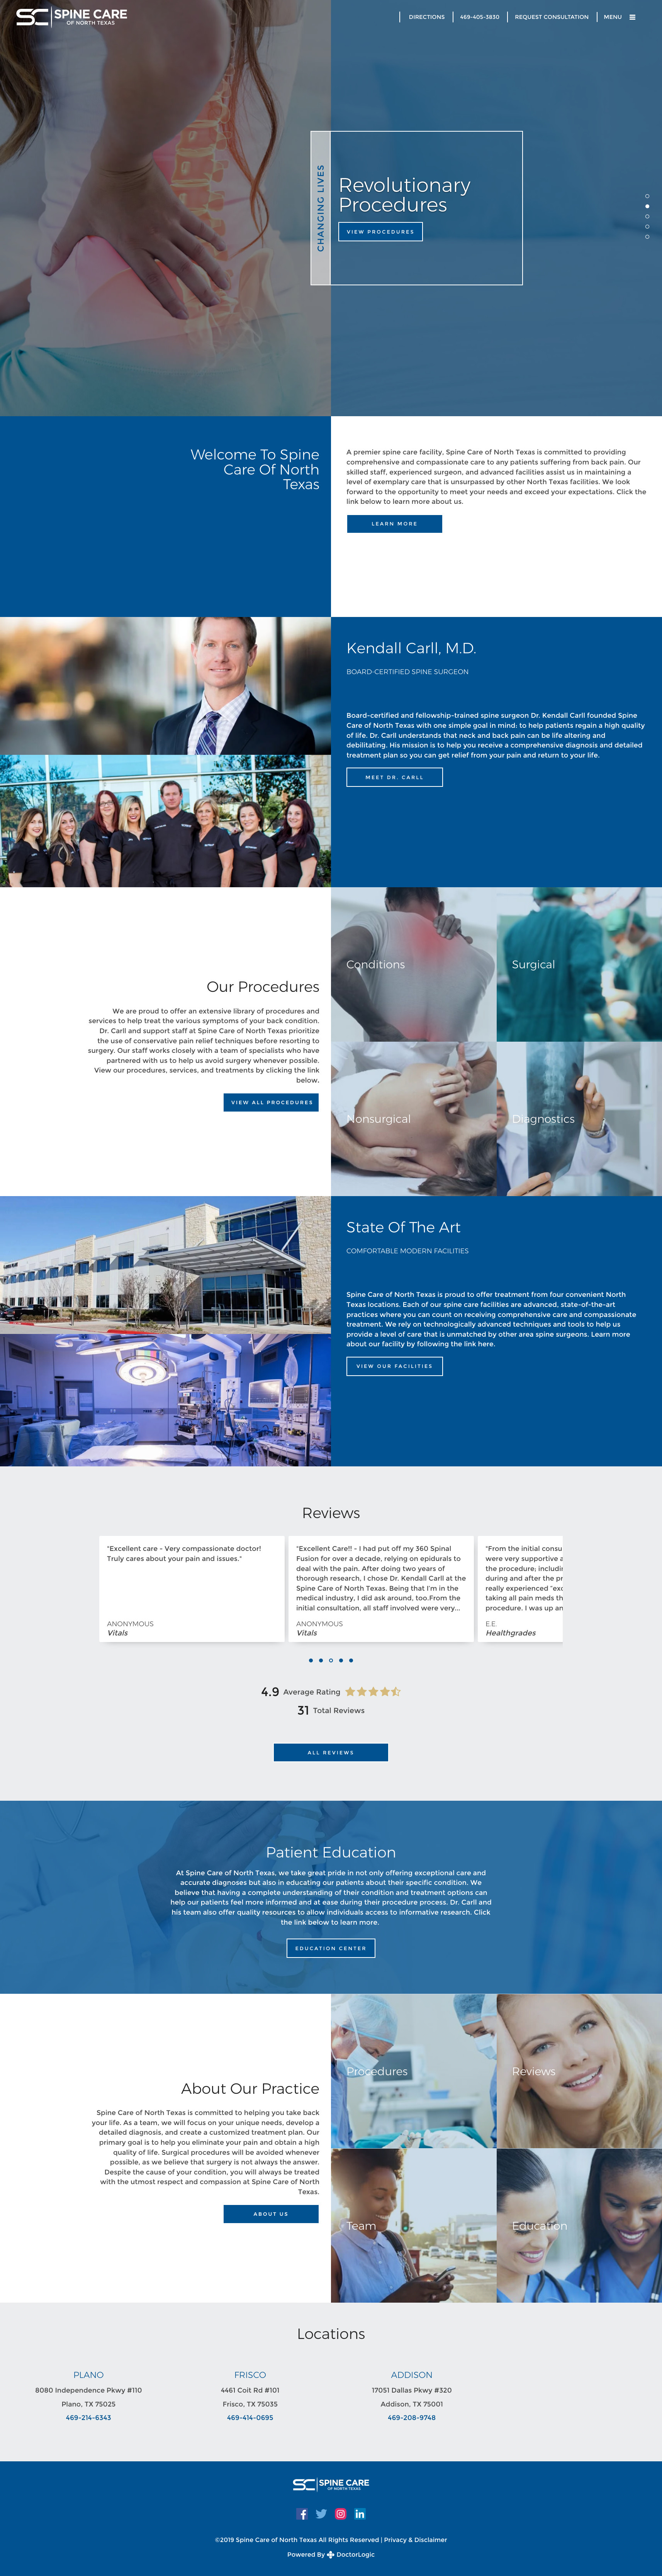 SC SPINE CARE
OF NORTH TEXAS
DIRECTIONS
469-405-3830
REQUEST CONSULTATION
MENU
CHANGING LIVES
Revolutionary
Procedures
VIEW PROCEDURES
Welcome To Spine
Care Of North
Texas
A premier spine care facility, Spine Care of North Texas is committed to providing
comprehensive and compassionate care to any patients suffering from back pain. Our
skilled staff, experienced surgeon, and advanced facilities assist us in maintaining a
level of exemplary care that is unsurpassed by other North Texas facilities. We look
forward to the opportunity to meet your needs and exceed your expectations. Click the
link below to learn more about us.
LEARN MORE
Kendall Carll, M.D.
BOARD-CERTIFIED SPINE SURGEON
Board-certified and fellowship-trained spine surgeon Dr. Kendall Carll founded Spine
Care of North Texas with one simple goal in mind: to help patients regain a high quality
of life. Dr. Carll understands that neck and back pain can be life altering and
debilitating. His mission is to help you receive a comprehensive diagnosis and detailed
treatment plan so you can get relief from your pain and return to your life.
MEET DR. CARLL
Our Procedures
We are proud to offer an extensive library of procedures and
services to help treat the various symptoms of your back condition.
Dr. Carll and support staff at Spine Care of North Texas prioritize
the use of conservative pain relief techniques before resorting to
surgery. Our staff works closely with a team of specialists who have
partnered with us to help us avoid surgery whenever possible.
View our procedures, services, and treatments by clicking the link
below.
VIEW ALL PROCEDURES
Conditions
Surgical
Nonsurgical
Diagnostics
State Of The Art
COMFORTABLE MODERN FACILITIES
Spine Care of North Texas is proud to offer treatment from four convenient North
Texas locations. Each of our spine care facilities are advanced, state-of-the-art
practices where you can count on receiving comprehensive care and compassionate
treatment. We rely on technologically advanced techniques and tools to help us
provide a level of care that is unmatched by other area spine surgeons. Learn more
about our facility by following the link here.
VIEW OUR FACILITIES
Reviews
"Excellent care - Very compassionate doctor!
Truly cares about your pain and issues."
ANONYMOUS
Vitals
"Excellent Care!! - I had put off my 360 Spinal
Fusion for over a decade, relying on epidurals to
deal with the pain. After doing two years of
thorough research, I chose Dr. Kendall Carll at the
Spine Care of North Texas. Being that I'm in the
medical industry, I did ask around, too.From the
initial consultation, all staff involved were very...
ANONYMOUS
Vitals
"From the initial consu
were very supportive a
the procedure; includin
during and after the pr
really experienced "exc
taking all pain meds th
procedure. I was up an
E.E.
Healthgrades
4.9 Average Rating
31 Total Reviews
ALL REVIEWS
Patient Education
At Spine Care of North Texas, we take great pride in not only offering exceptional care and
accurate diagnoses but also in educating our patients about their specific condition. We
believe that having a complete understanding of their condition and treatment options can
help our patients feel more informed and at ease during their procedure process. Dr. Carll and
his team also offer quality resources to allow individuals access to informative research. Click
the link below to learn more.
EDUCATION CENTER
About Our Practice
Spine Care of North Texas is committed to helping you take back
your life. As a team, we will focus on your unique needs, develop a
detailed diagnosis, and create a customized treatment plan. Our
primary goal is to help you eliminate your pain and obtain a high
quality of life. Surgical procedures will be avoided whenever
possible, as we believe that surgery is not always the answer.
Despite the cause of your condition, you will always be treated
with the utmost respect and compassion at Spine Care of North
Texas.
ABOUT US
Procedures
Reviews
Team
Education
Locations
PLANO
8080 Independence Pkwy #110
Plano, TX 75025
469-214-6343
FRISCO
4461 Coit Rd #101
Frisco, TX 75035
469-414-0695
ADDISON
17051 Dallas Pkwy #320
Addison, TX 75001
469-208-9748
SC SPINE CARE
OF NORTH TEXAS
©2019 Spine Care of North Texas All Rights Reserved | Privacy & Disclaimer
Powered By DoctorLogic